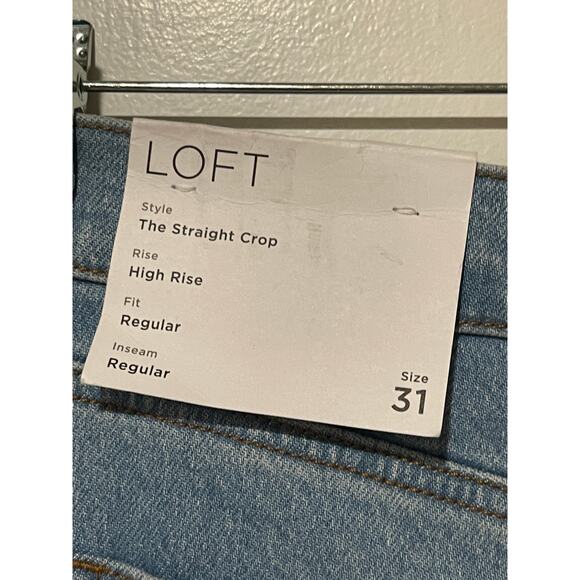 LOFT
Style
The Straight Crop
Rise
High Rise
Fit
Regular
Inseam
Regular
Size
31